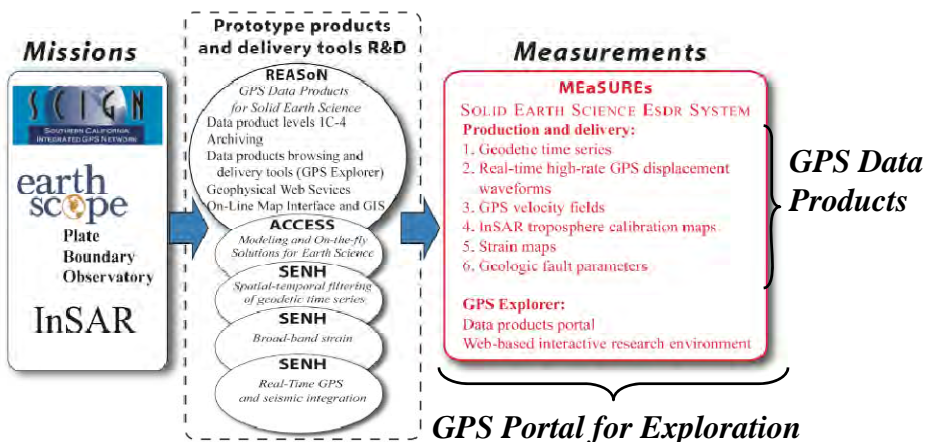 Missions
SCIGN
SOUTHERN CALIFORNIA
INTEGRATED GPS NETWORK
earth
scope
Plate
Boundary
Observatory
InSAR
Prototype products
and delivery tools R&D
REASoN
GPS Data Products
for Solid Earth Science
Data product levels 1C-4
Archiving
Data products browsing and
delivery tools (GPS Explorer)
Geophysical Web Sevices
On-Line Map Interface and GIS
ACCESS
Modeling and On-the-fly
Solutions for Earth Science
SENH
Spatial-temporal filtering
of geodetic time series
SENH
Broad-band strain
SENH
Real-Time GPS
and seismic integration
Measurements
MEaSUREs
SOLID EARTH SCIENCE ESDR SYSTEM
Production and delivery:
1. Geodetic time series
2. Real-time high-rate GPS displacement
waveforms
3. GPS velocity fields
4. InSAR troposphere calibration maps
5. Strain maps
6. Geologic fault parameters
GPS Explorer:
Data products portal
Web-based interactive research environment
GPS Data
Products
GPS Portal for Exploration